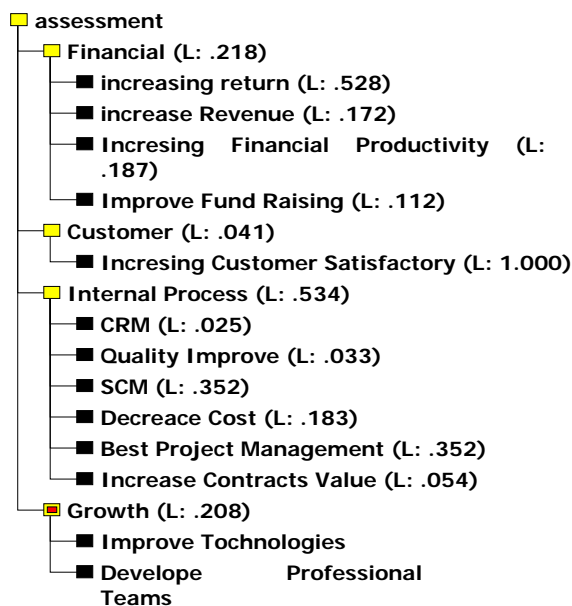 assessment
Financial (L: .218)
increasing return (L: .528)
increase Revenue (L: .172)
Incresing Financial Productivity (L:
.187)
Improve Fund Raising (L: .112)
Customer (L: .041)
Incresing Customer Satisfactory (L: 1.000)
Internal Process (L: .534)
CRM (L: .025)
Quality Improve (L: .033)
SCM (L: .352)
Decreace Cost (L: .183)
Best Project Management (L: .352)
Increase Contracts Value (L: .054)
Growth (L: .208)
Improve Tochnologies
Develope Professional
Teams